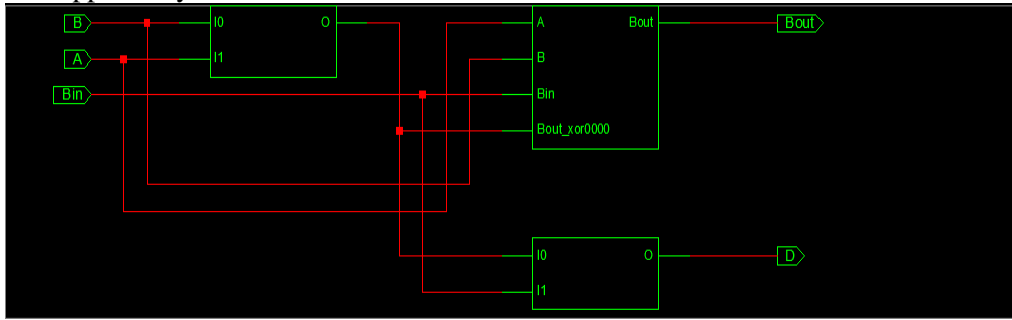 B I0 O A Bout Bout
A I1 B
Bin Bin
Bout_xor0000
I0 O D
I1